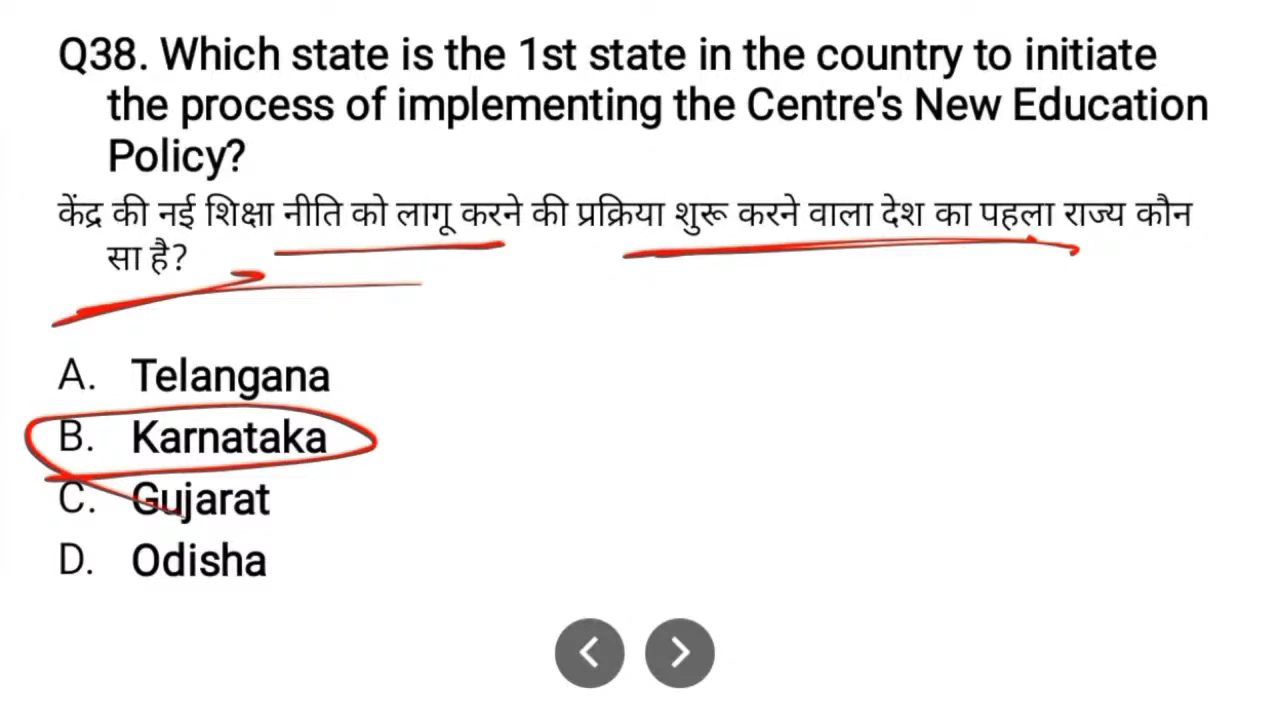 Q38. Which state is the 1st state in the country to initiate
the process of implementing the Centre's New Education
Policy?
केंद्र की नई शिक्षा नीति को लागू करने की प्रक्रिया शुरू करने वाला देश का पहला राज्य कौन
सा है?
A. Telangana
B. Karnataka
C. Gujarat
D. Odisha